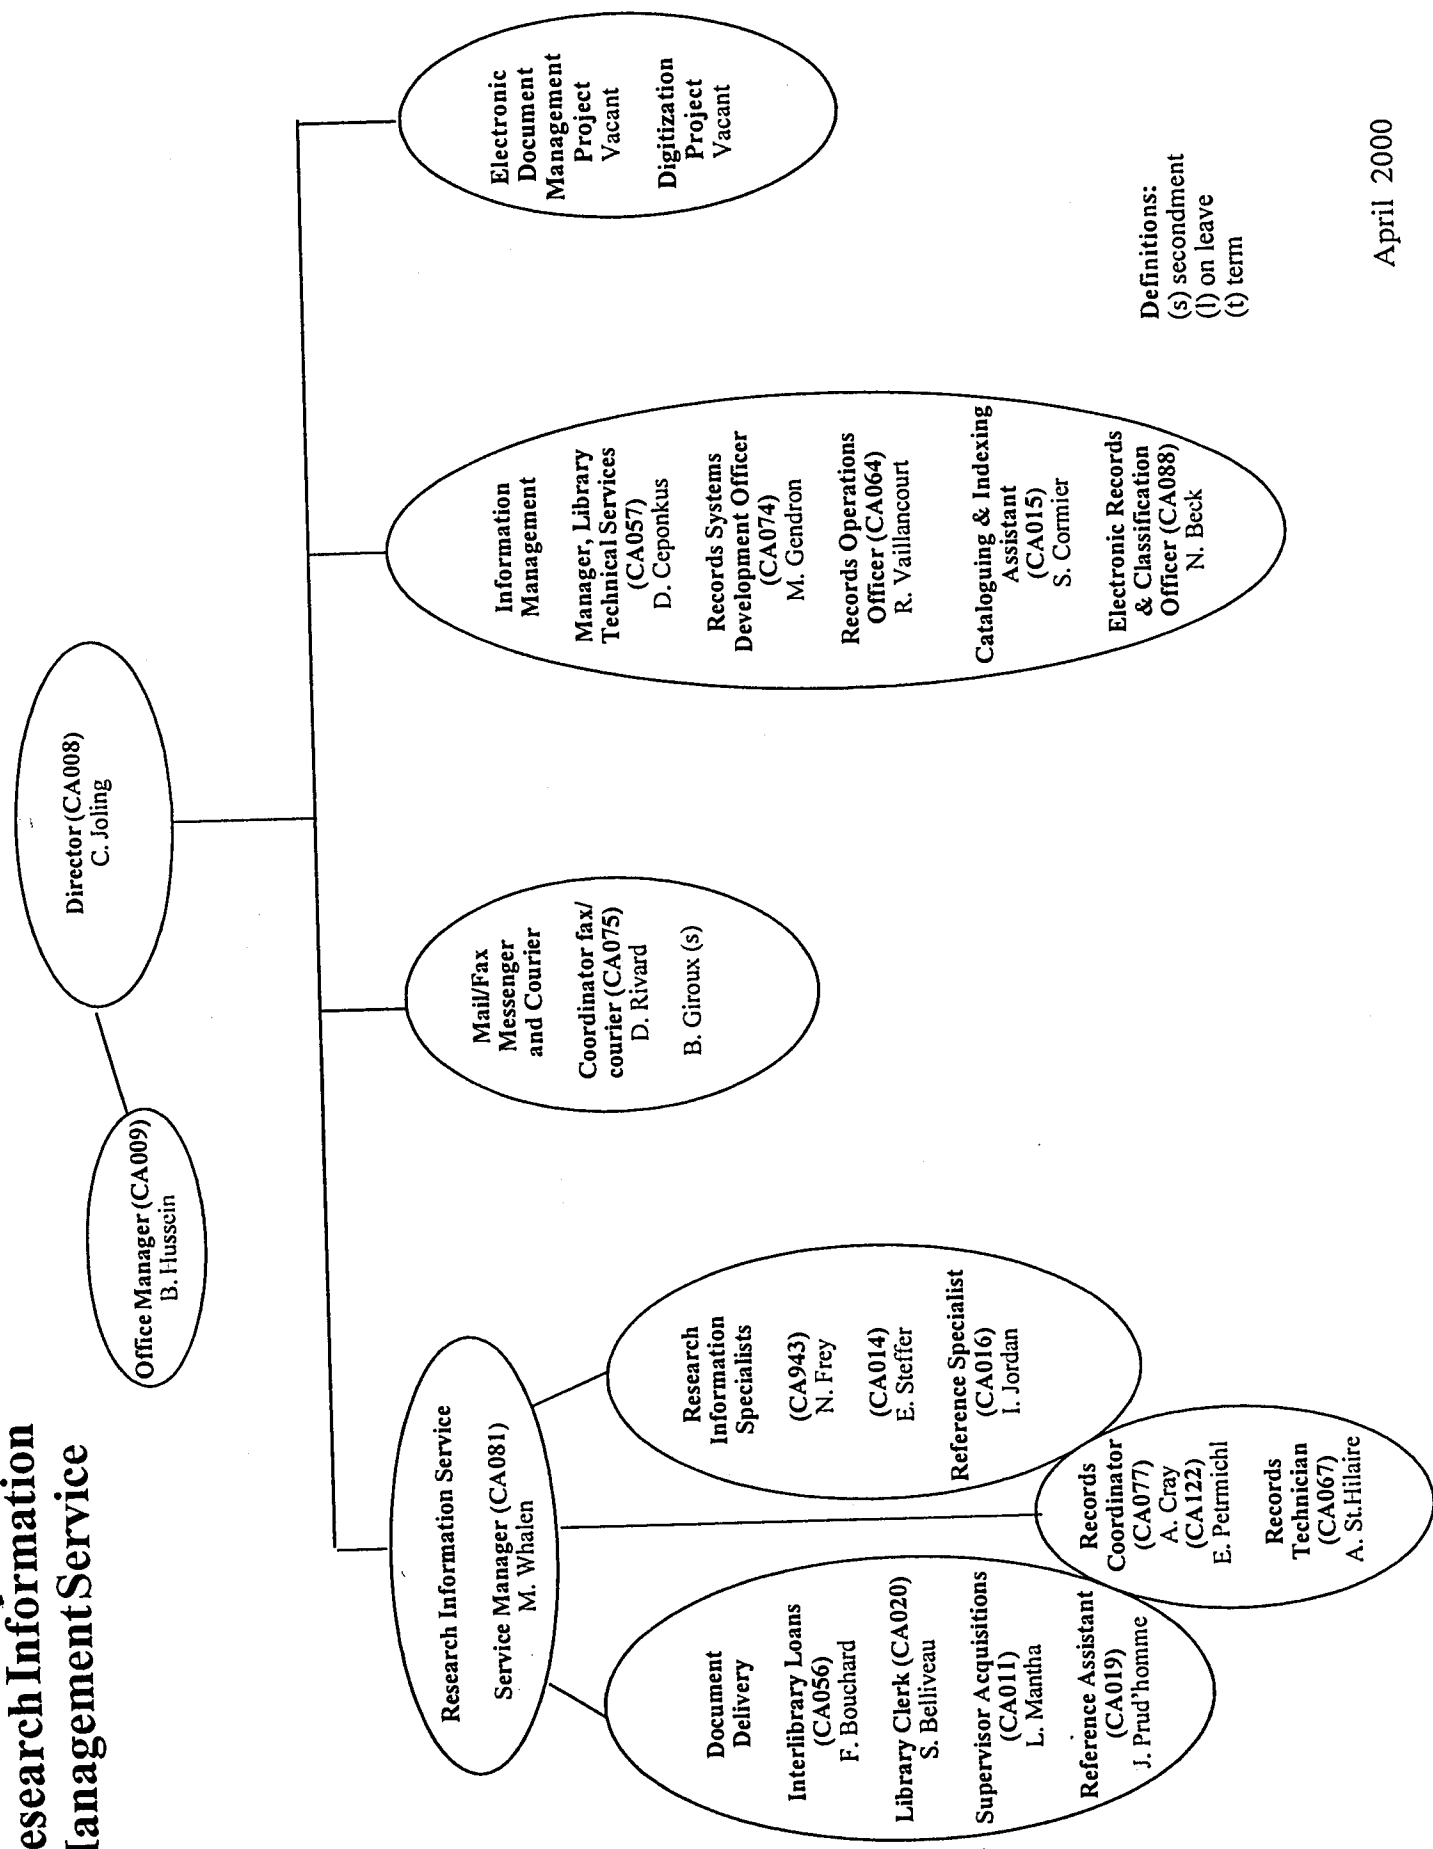 esearch Information
anagement Service
Director (CA008)
C. Joling
Office Manager (CA009)
B. Hussein
Research Information Service
Service Manager (CA081)
M. Whalen
Document
Delivery
Interlibrary Loans
(CA056)
F. Bouchard
Library Clerk (CA020)
S. Belliveau
Supervisor Acquisitions
(CA011)
L. Mantha
Reference Assistant
(CA019)
J. Prud'homme
Records
Coordinator
(CA077)
A. Cray
(CA122)
E. Petrmichl
Records
Technician
(CA067)
A. St.Hilaire
Research
Information
Specialists
(CA943)
N. Frey
(CA014)
E. Steffer
Reference Specialist
(CA016)
I. Jordan
Mail/Fax
Messenger
and Courier
Coordinator fax/
courier (CA075)
D. Rivard
B. Giroux (s)
Information
Management
Manager, Library
Technical Services
(CA057)
D. Ceponkus
Records Systems
Development Officer
(CA074)
M. Gendron
Records Operations
Officer (CA064)
R. Vaillancourt
Cataloguing & Indexing
Assistant
(CA015)
S. Cormier
Electronic Records
& Classification
Officer (CA088)
N. Beck
Electronic
Document
Management
Project
Vacant
Digitization
Project
Vacant
Definitions:
(s) secondment
(l) on leave
(t) term
April 2000